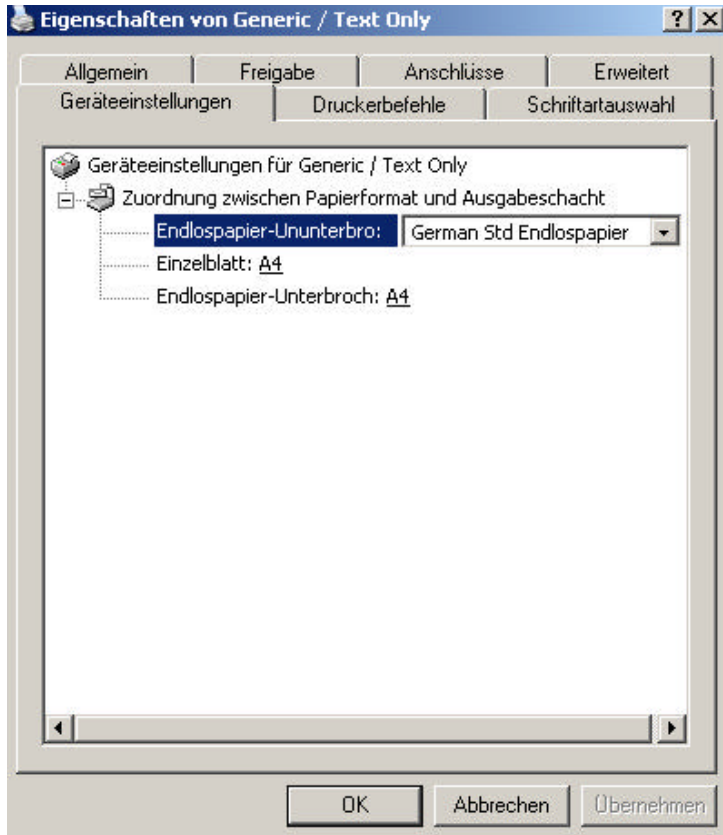 Eigenschaften von Generic / Text Only
Allgemein Freigabe Anschlüsse Erweitert
Geräteeinstellungen Druckerbefehle Schriftartauswahl
Geräteeinstellungen für Generic / Text Only
Zuordnung zwischen Papierformat und Ausgabeschacht
Endlospapier-Ununterbro: German Std Endlospapier
Einzelblatt: A4
Endlospapier-Unterbroch: A4
OK Abbrechen Übernehmen